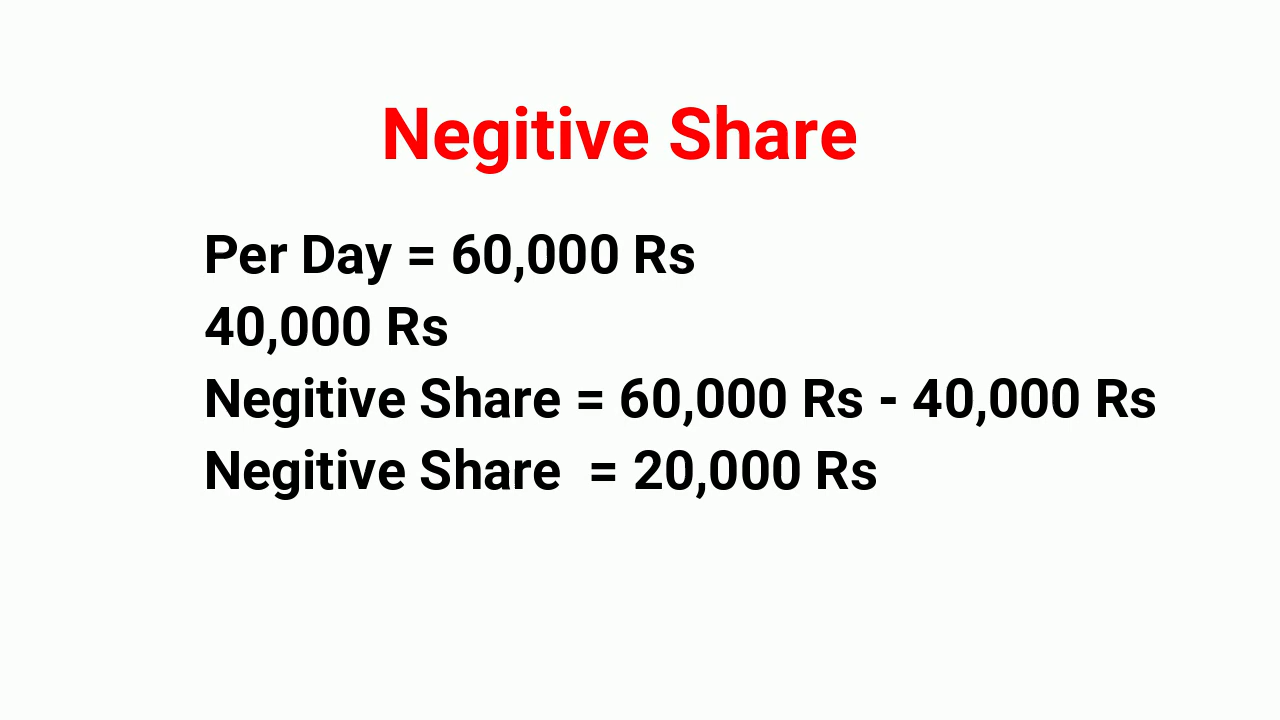 Negitive Share
Per Day = 60,000 Rs
40,000 Rs
Negitive Share = 60,000 Rs - 40,000 Rs
Negitive Share  = 20,000 Rs